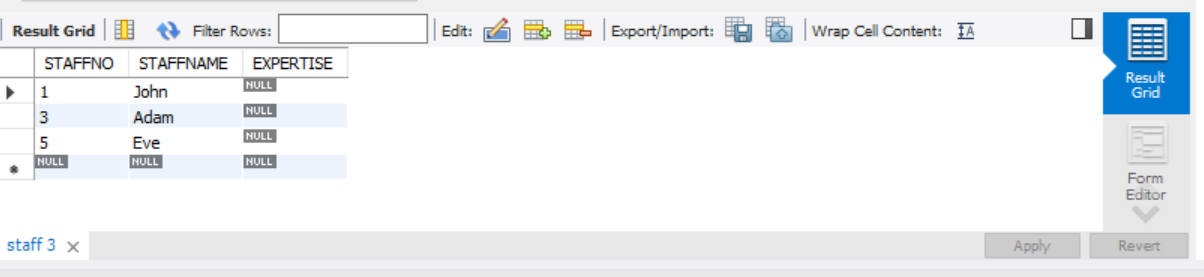 Result Grid Filter Rows: Edit: Export/Import: Wrap Cell Content: IA
STAFFNO STAFFNAME EXPERTISE
1 John NULL
3 Adam NULL
5 Eve NULL
NULL NULL NULL
Result
Grid
Form
Editor
staff 3 Apply Revert